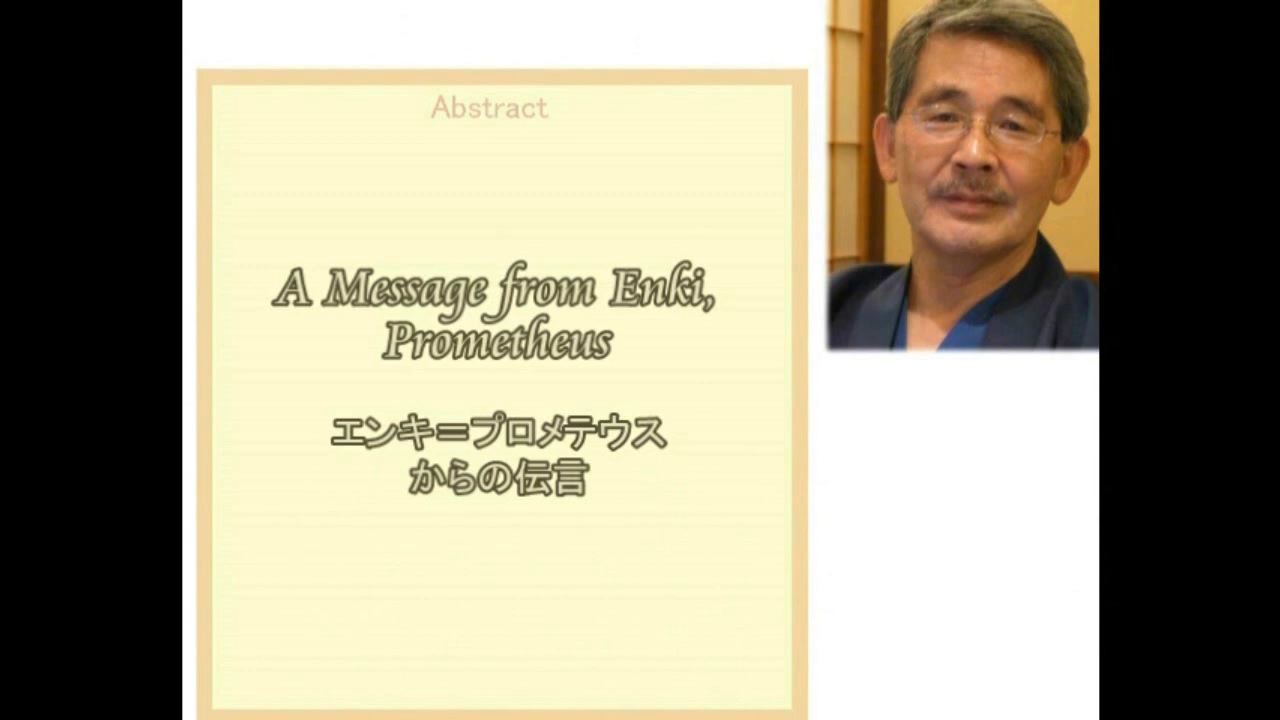 Abstract
A Message from Enki,
Prometheus
エンキ＝プロメテウス
からの伝言